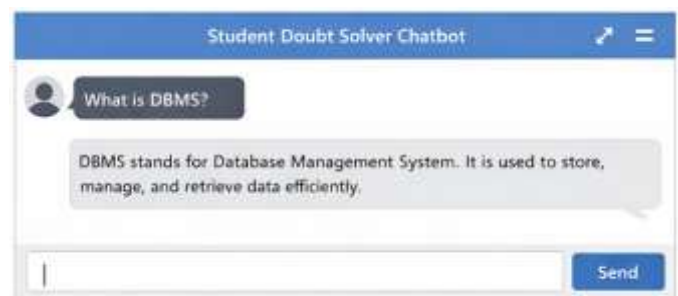 Student Doubt Solver Chatbot
What is DBMS?
DBMS stands for Database Management System. It is used to store,
manage, and retrieve data efficiently.
Send